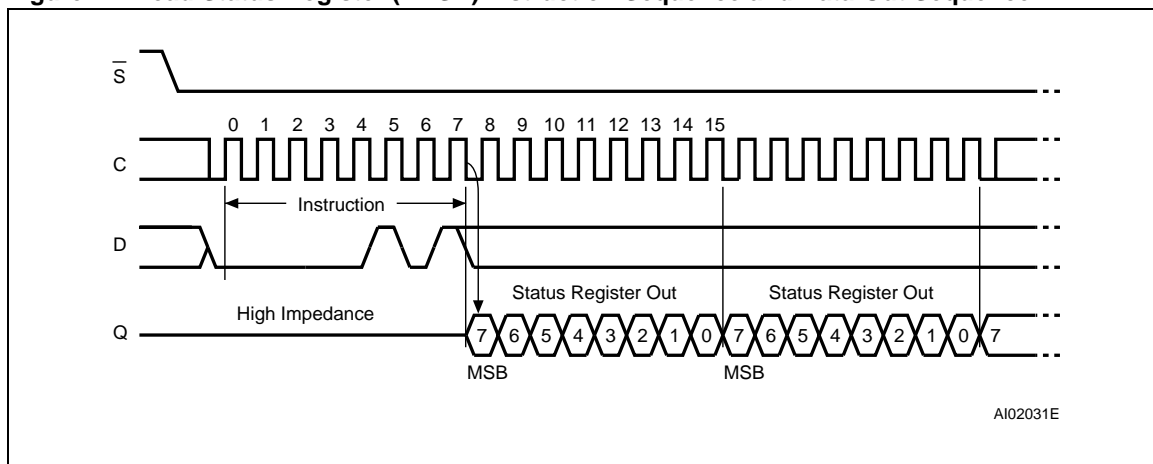 S
0 1 2 3 4 5 6 7 8 9 10 11 12 13 14 15
C
Instruction
D
Status Register Out Status Register Out
High Impedance
Q 7 6 5 4 3 2 1 0 7 6 5 4 3 2 1 0 7
MSB MSB
AI02031E